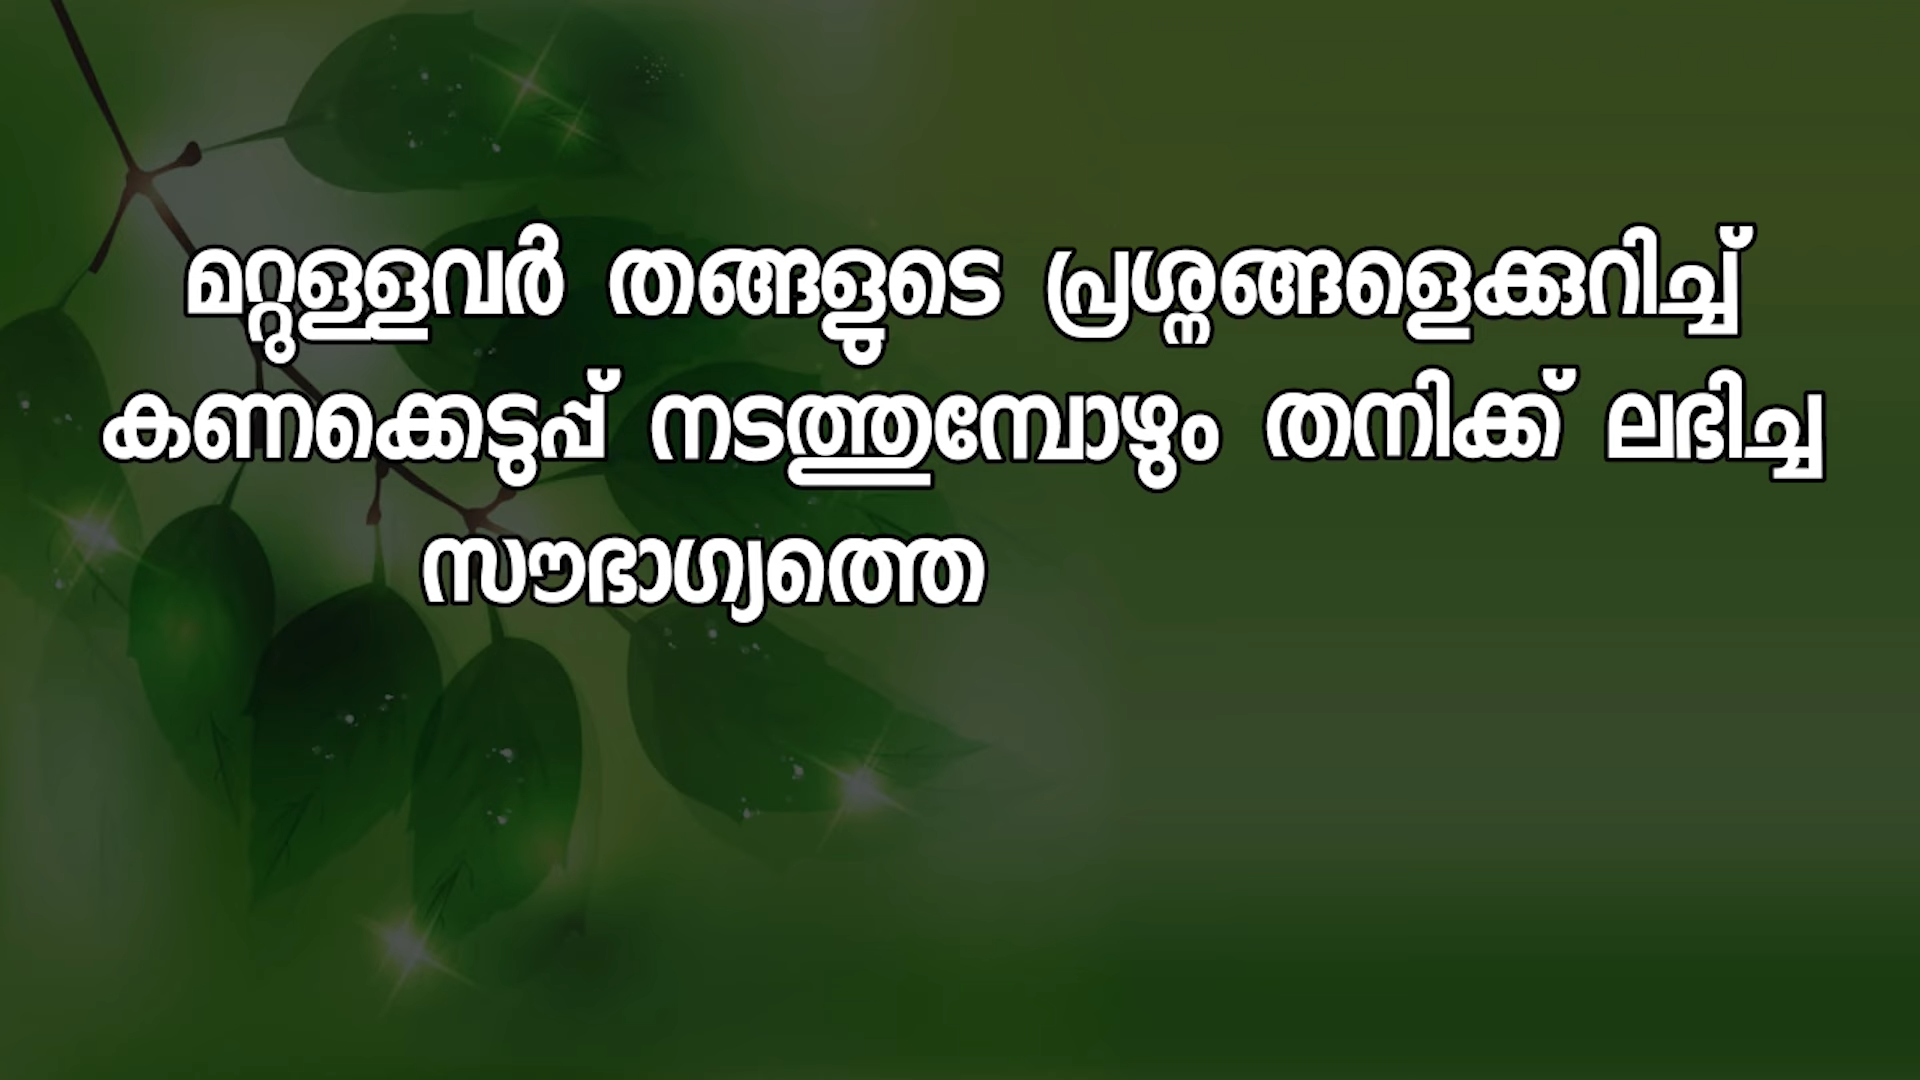 മറ്റുള്ളവർ തങ്ങളുടെ പ്രശ്നങ്ങളെക്കുറിച്ച്
കണക്കെടുപ്പ് നടത്തുമ്പോഴും തനിക്ക് ലഭിച്ച
സൗഭാഗ്യത്തെ